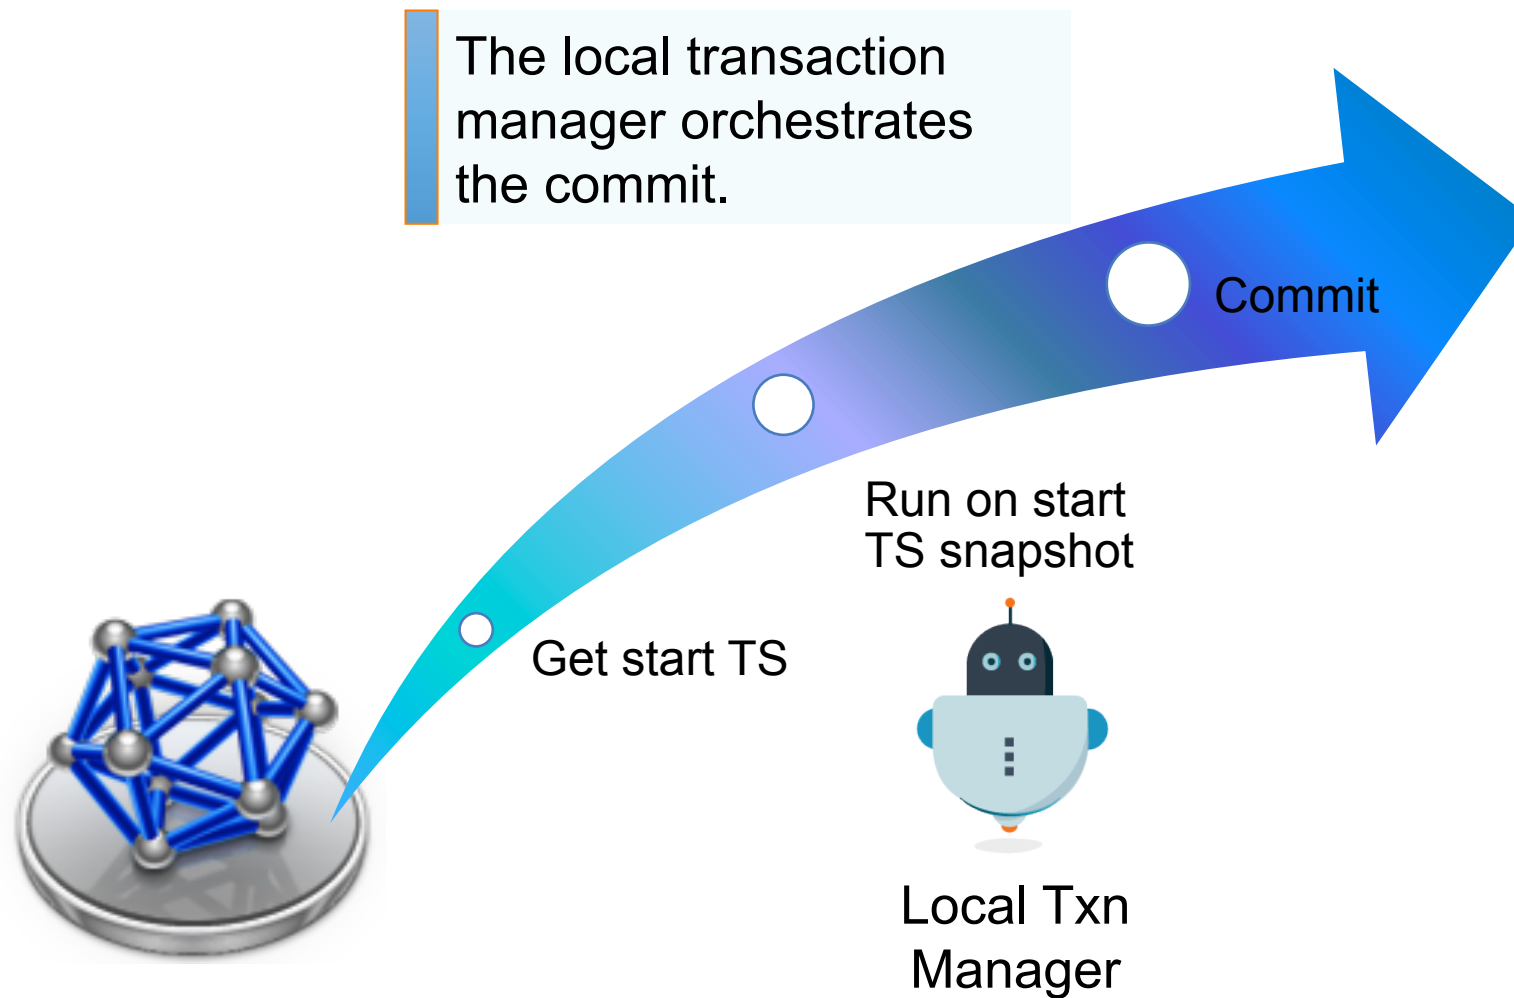 The local transaction
manager orchestrates
the commit.
Commit
Run on start
TS snapshot
Get start TS
Local Txn
Manager